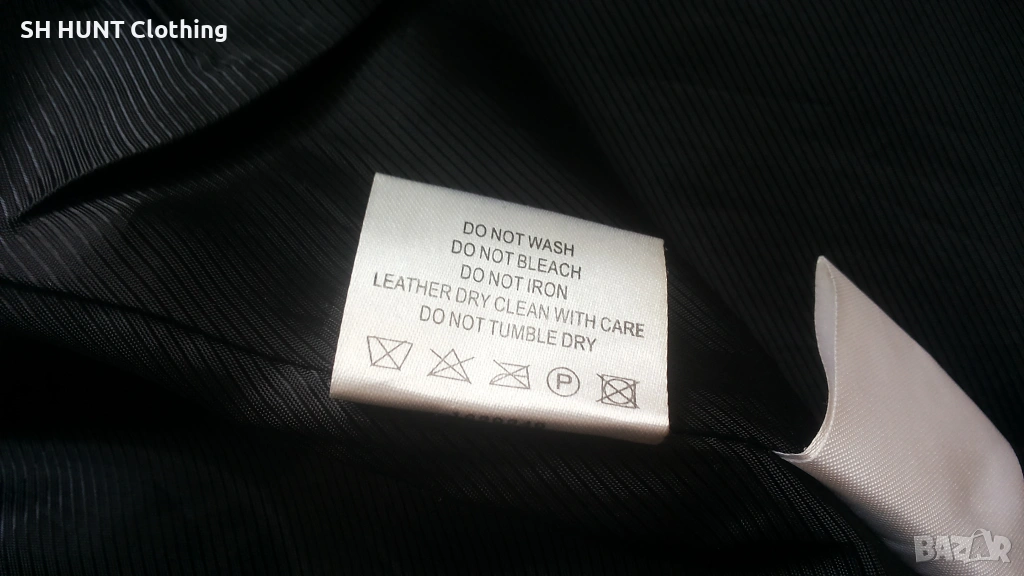 SH HUNT Clothing
DO NOT WASH
DO NOT BLEACH
DO NOT IRON
LEATHER DRY CLEAN WITH CARE
DO NOT TUMBLE DRY
P
BAZAR